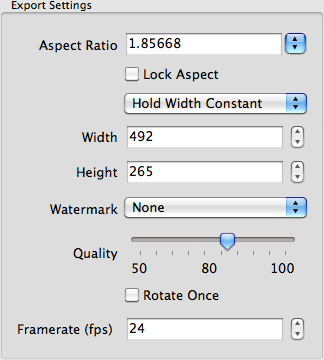 Export Settings
Aspect Ratio 1.85668
Lock Aspect
Hold Width Constant
Width 492
Height 265
Watermark None
Quality
50 80 100
Rotate Once
Framerate (fps) 24